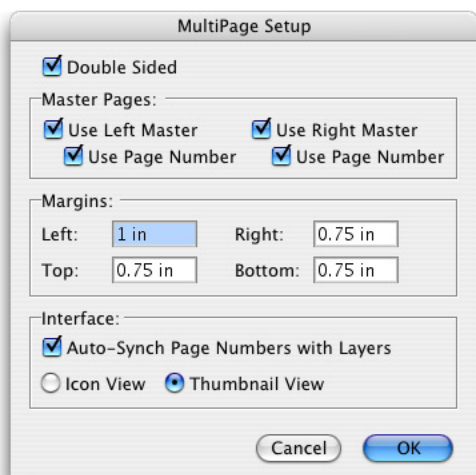 MultiPage Setup
Double Sided
Master Pages:
Use Left Master Use Right Master
Use Page Number Use Page Number
Margins:
Left: 1 in Right: 0.75 in
Top: 0.75 in Bottom: 0.75 in
Interface:
Auto-Synch Page Numbers with Layers
Icon View Thumbnail View
Cancel OK